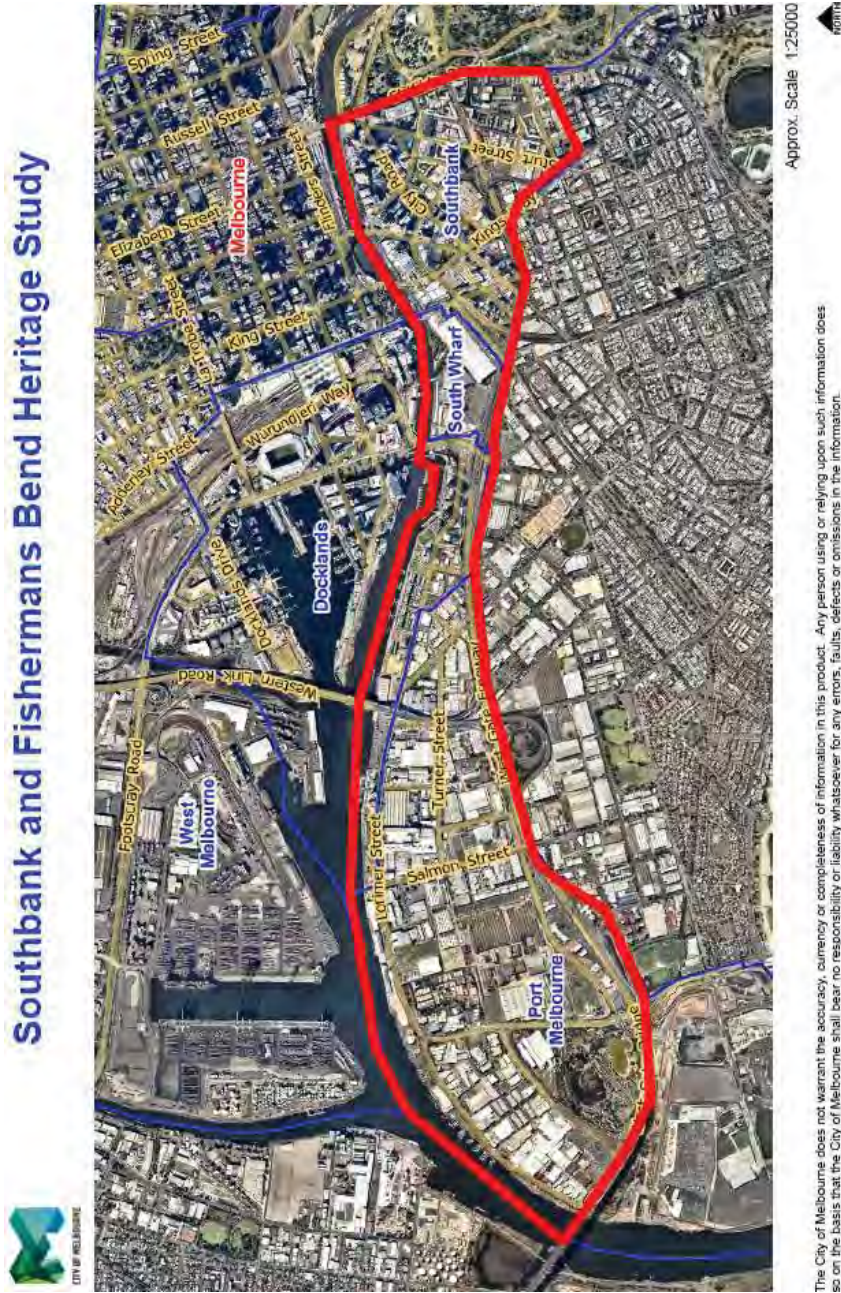 Southbank and Fishermans Bend Heritage Study
CITY OF MELBOURNE
Footscray Road
West
Melbourne
Western Link
Road
Docklands Drive
Docklands
Adderley Street
Wurundjeri Way
LaTrobe Street
King Street
Elizabeth Street
Russell Street
Spring Street
Melbourne
Flinders Street
City Road
Southbank
Sturt Street
South Wharf
Lorimer Street
Turner Street
Salmon Street
Port
Melbourne
Approx. Scale 1:25000
NORTH
The City of Melbourne does not warrant the accuracy, currency or completeness of information in this product. Any person using or relying upon such information does
so on the basis that the City of Melbourne shall bear no responsibility or liability whatsoever for any errors, faults, defects or omissions in the information.